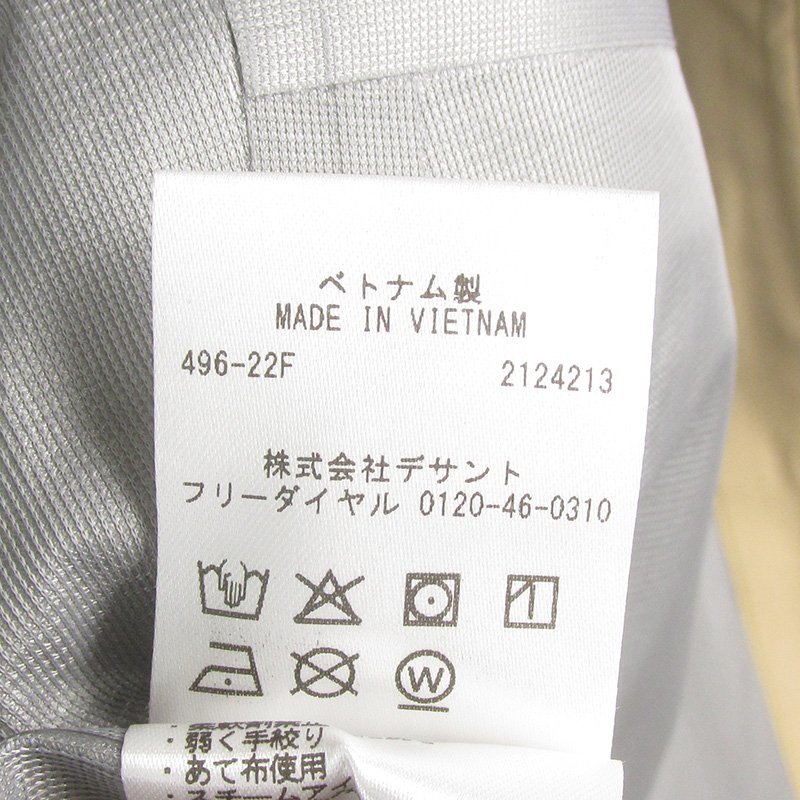 ベトナム製
MADE IN VIETNAM
496-22F 2124213
株式会社デサント
フリーダイヤル 0120-46-0310
W
・弱く手絞り
・あて布使用